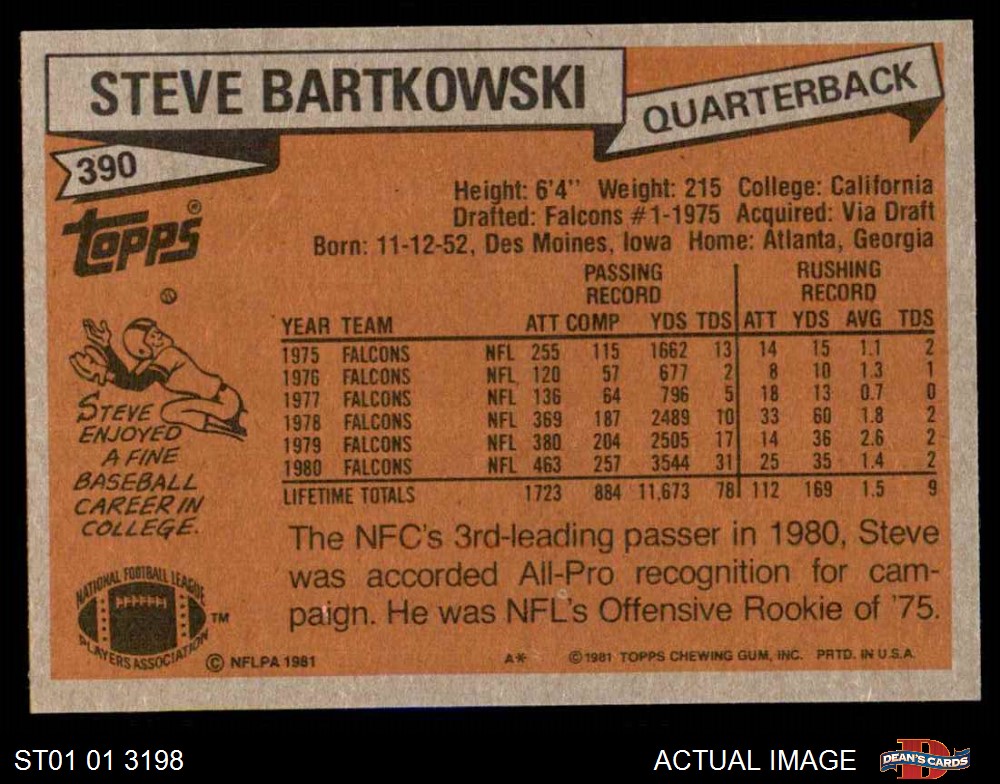 STEVE BARTKOWSKI
QUARTERBACK
390
TOPPS®
Height: 6'4" Weight: 215 College: California
Drafted: Falcons #1-1975 Acquired: Via Draft
Born: 11-12-52, Des Moines, Iowa Home: Atlanta, Georgia
PASSING RECORD RUSHING RECORD
YEAR TEAM ATT COMP YDS TDS ATT YDS AVG TDS
1975 FALCONS NFL 255 115 1662 13 14 15 1.1 2
1976 FALCONS NFL 120 57 677 2 8 10 1.3 1
1977 FALCONS NFL 136 64 796 5 18 13 0.7 0
1978 FALCONS NFL 369 187 2489 10 33 60 1.8 2
1979 FALCONS NFL 380 204 2505 17 14 36 2.6 2
1980 FALCONS NFL 463 257 3544 31 25 35 1.4 2
LIFETIME TOTALS 1723 884 11,673 78 112 169 1.5 9
STEVE
ENJOYED
A FINE
BASEBALL
CAREER IN
COLLEGE.
The NFC's 3rd-leading passer in 1980, Steve
was accorded All-Pro recognition for cam-
paign. He was NFL's Offensive Rookie of '75.
NATIONAL FOOTBALL LEAGUE
PLAYERS ASSOCIATION
™
© NFLPA 1981 A* © 1981 TOPPS CHEWING GUM, INC. PRTD. IN U.S.A.
ST01 01 3198 ACTUAL IMAGE
D
DEAN'S CARDS